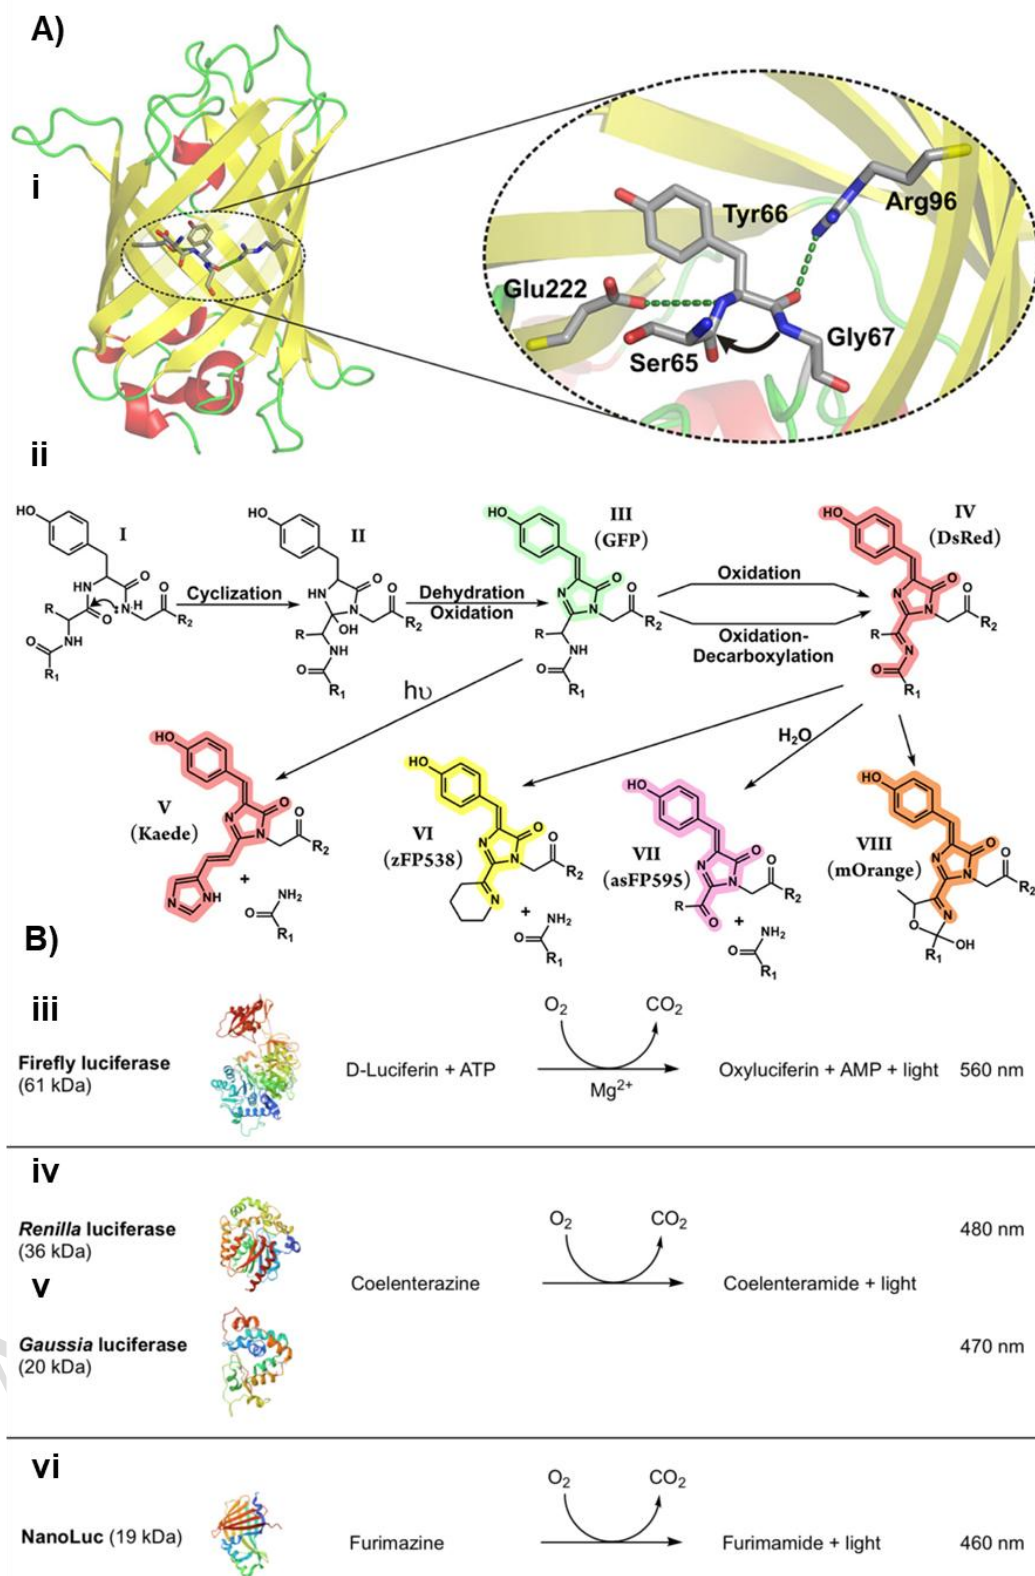 A)
i
Tyr66
Arg96
Glu222
Ser65
Gly67
ii
HO
I
HN
O
O
N
H
R
O
R₂
NH
O
R₁
Cyclization
HO
II
O
HN
N
O
R₂
OH
R
NH
O
R₁
Dehydration
Oxidation
HO
III
(GFP)
N
O
N
O
R₂
R
NH
O
R₁
Oxidation
Oxidation-
Decarboxylation
HO
IV
(DsRed)
N
O
N
O
R₂
R
N
O
R₁
hυ
H₂O
HO
V
(Kaede)
N
O
N
O
R₂
N
NH
+
NH₂
O
R₁
HO
VI
(zFP538)
N
O
N
O
R₂
N
+
NH₂
O
R₁
HO
VII
(asFP595)
N
O
N
O
R₂
R
O
+
NH₂
O
R₁
HO
VIII
(mOrange)
N
O
N
O
R₂
N
O
OH
R₁
B)
iii
Firefly luciferase
(61 kDa)
D-Luciferin + ATP
O₂
CO₂
Mg²⁺
Oxyluciferin + AMP + light
560 nm
iv
Renilla luciferase
(36 kDa)
O₂
CO₂
480 nm
v
Coelenterazine
Coelenteramide + light
Gaussia luciferase
(20 kDa)
470 nm
vi
O₂
CO₂
NanoLuc (19 kDa)
Furimazine
Furimamide + light
460 nm